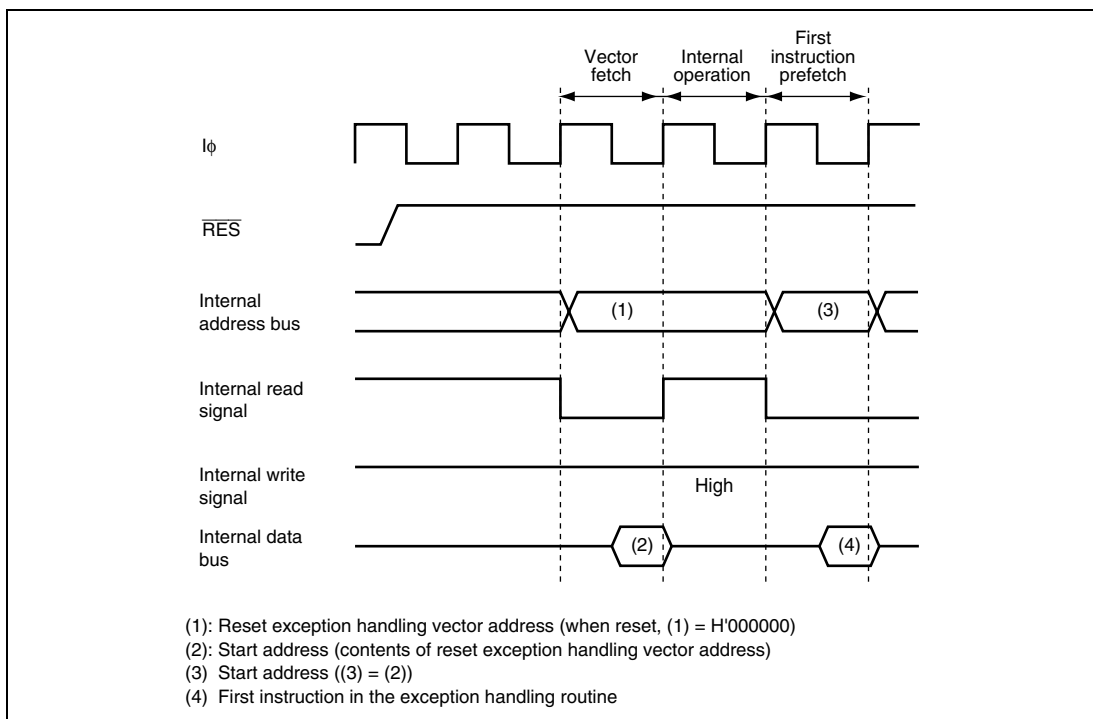 Vector
fetch
Internal
operation
First
instruction
prefetch
Iϕ
RES
Internal
address bus
(1)
(3)
Internal read
signal
Internal write
signal
High
Internal data
bus
(2)
(4)
(1): Reset exception handling vector address (when reset, (1) = H'000000)
(2): Start address (contents of reset exception handling vector address)
(3) Start address ((3) = (2))
(4) First instruction in the exception handling routine